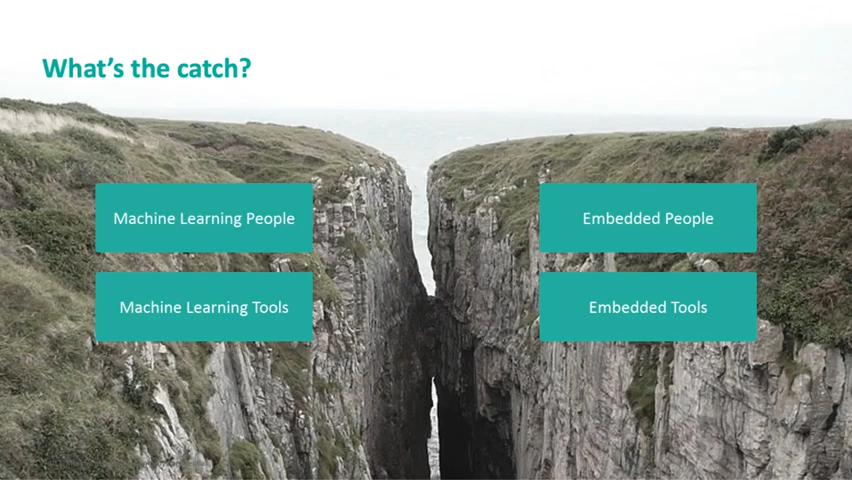 What’s the catch?
Machine Learning People
Embedded People
Machine Learning Tools
Embedded Tools